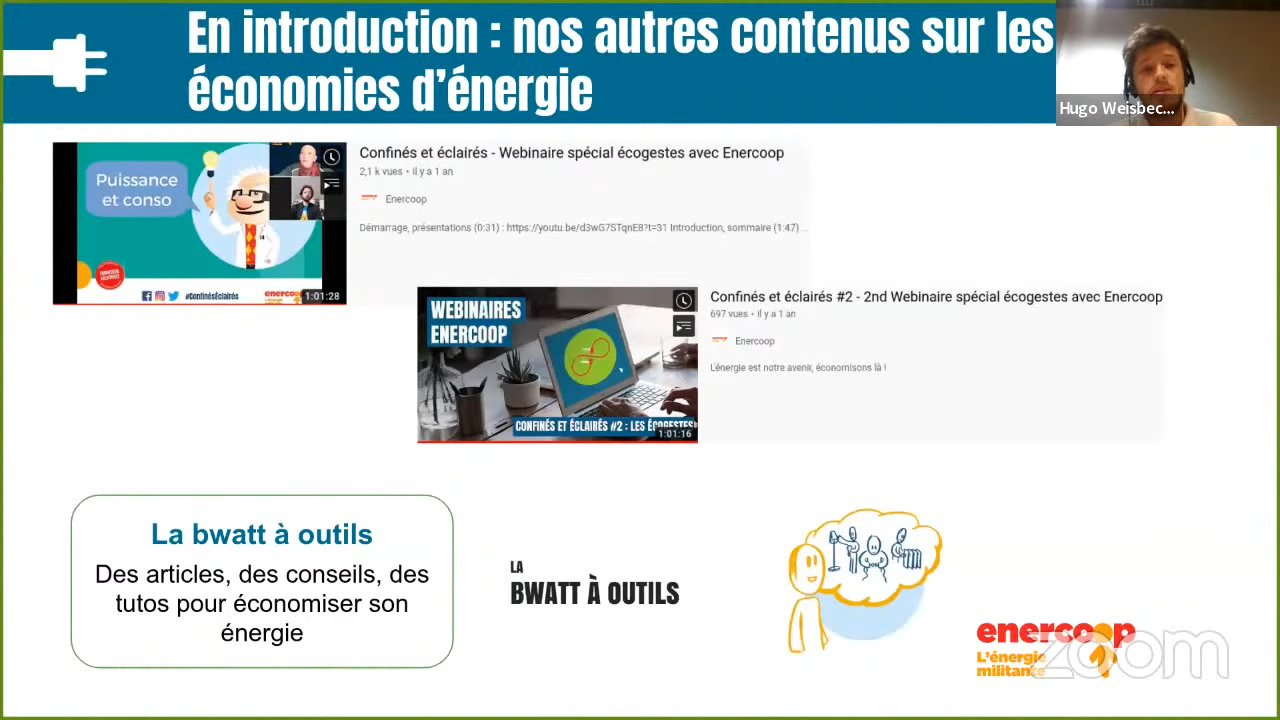 En introduction : nos autres contenus sur les
économies d’énergie
Hugo Weisbec...
Puissance
et conso
#ConfinésÉclairés
1:01:28
Confinés et éclairés - Webinaire spécial écogestes avec Enercoop
2,1 k vues • il y a 1 an
Enercoop
Démarrage, présentations (0:31) : https://youtu.be/d3wG7STqnE8?t=31 Introduction, sommaire (1:47) ...
WEBINAIRES
ENERCOOP
CONFINÉS ET ÉCLAIRÉS #2 : LES ÉCOGESTES
1:01:16
Confinés et éclairés #2 - 2nd Webinaire spécial écogestes avec Enercoop
697 vues • il y a 1 an
Enercoop
L'énergie est notre avenir, économisons là !
La bwatt à outils
Des articles, des conseils, des
tutos pour économiser son
énergie
LA
BWATT À OUTILS
enercoop
L'énergie
militante
zoom